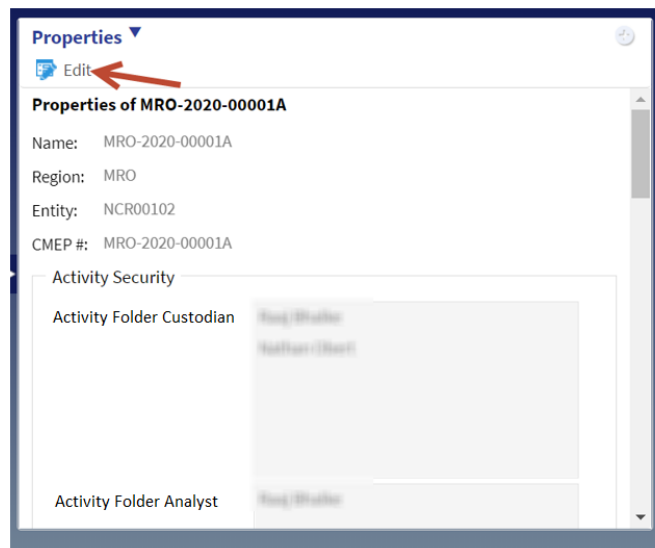 Properties ▼
Edit
Properties of MRO-2020-00001A
Name: MRO-2020-00001A
Region: MRO
Entity: NCR00102
CMEP #: MRO-2020-00001A
Activity Security
Activity Folder Custodian
Activity Folder Analyst